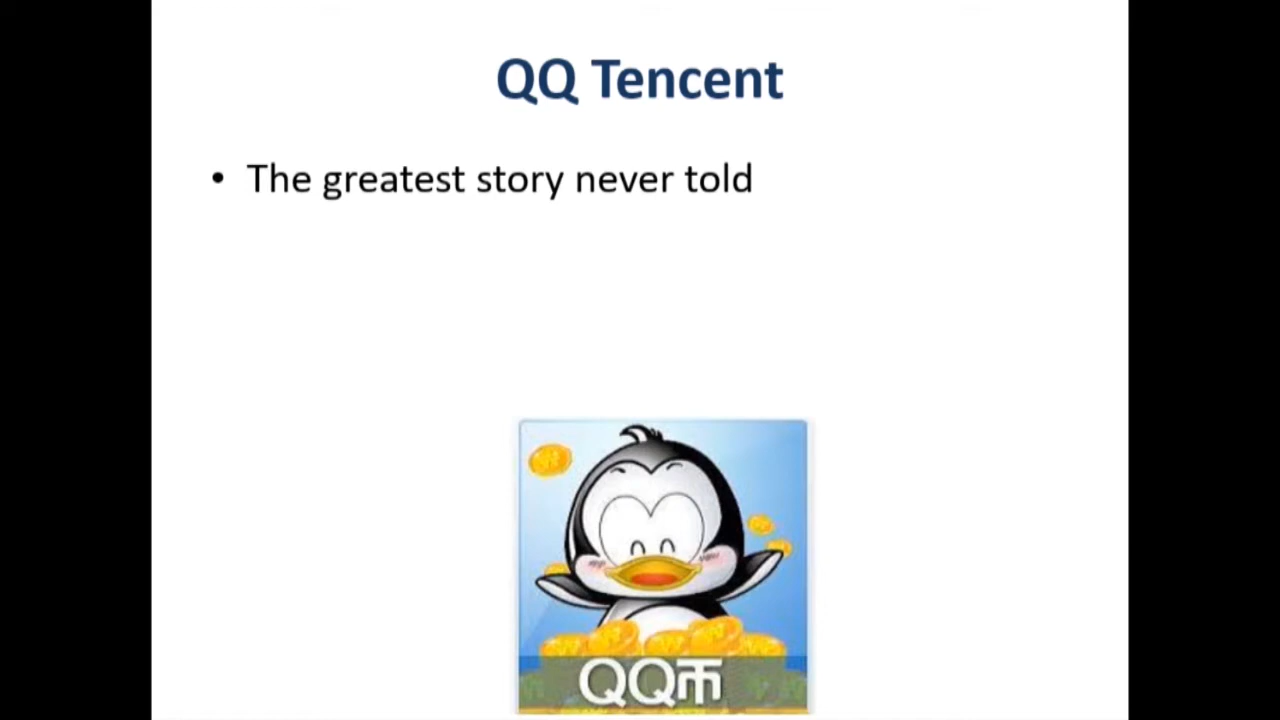 QQ Tencent
• The greatest story never told
QQ币